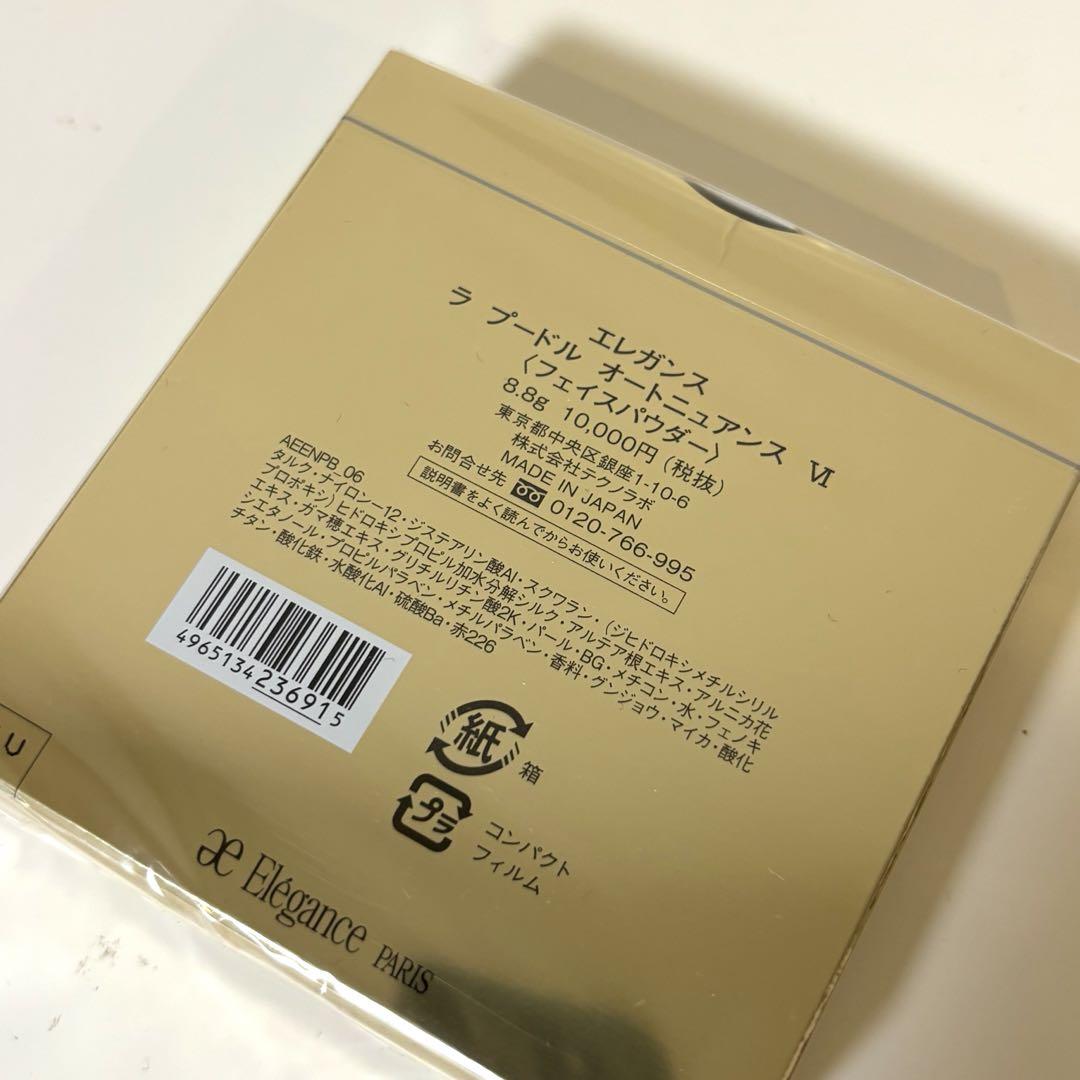 エレガンス
ラ プードル オートニュアンス Ⅵ
〈フェイスパウダー〉
8.8g 10,000円(税抜)
東京都中央区銀座1-10-6
株式会社テクノラボ
MADE IN JAPAN
お問合せ先 0120-766-995
説明書をよく読んでからお使いください。
AEENPB_06
タルク・ナイロン-12・ジステアリン酸Al・スクワラン・(ジヒドロキシメチルシリル
プロポキシ)ヒドロキシプロピル加水分解シルク・アルテア根エキス・アルニカ花
エキス・ガマ穂エキス・グリチルリチン酸2K・パール・BG・メチコン・水・フェノキ
シエタノール・プロピルパラベン・メチルパラベン・香料・グンジョウ・マイカ・酸化
チタン・酸化鉄・水酸化Al・硫酸Ba・赤226
4965134236915
紙
箱
プラ
コンパクト
フィルム
æ Elégance PARIS